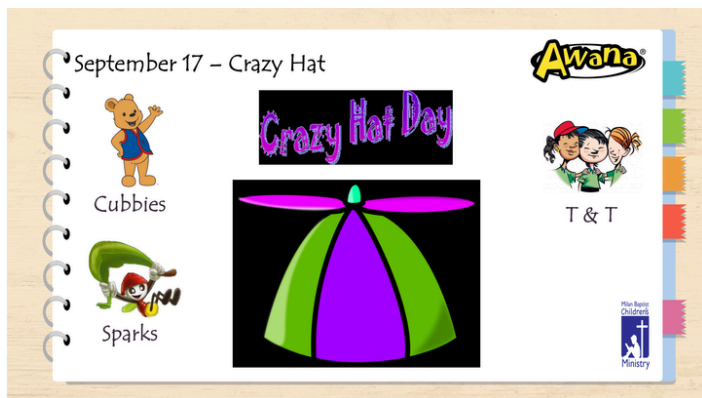 September 17 – Crazy Hat
Awana®
Crazy Hat Day
Cubbies
T & T
Sparks
Milan Baptist
Children's
Ministry